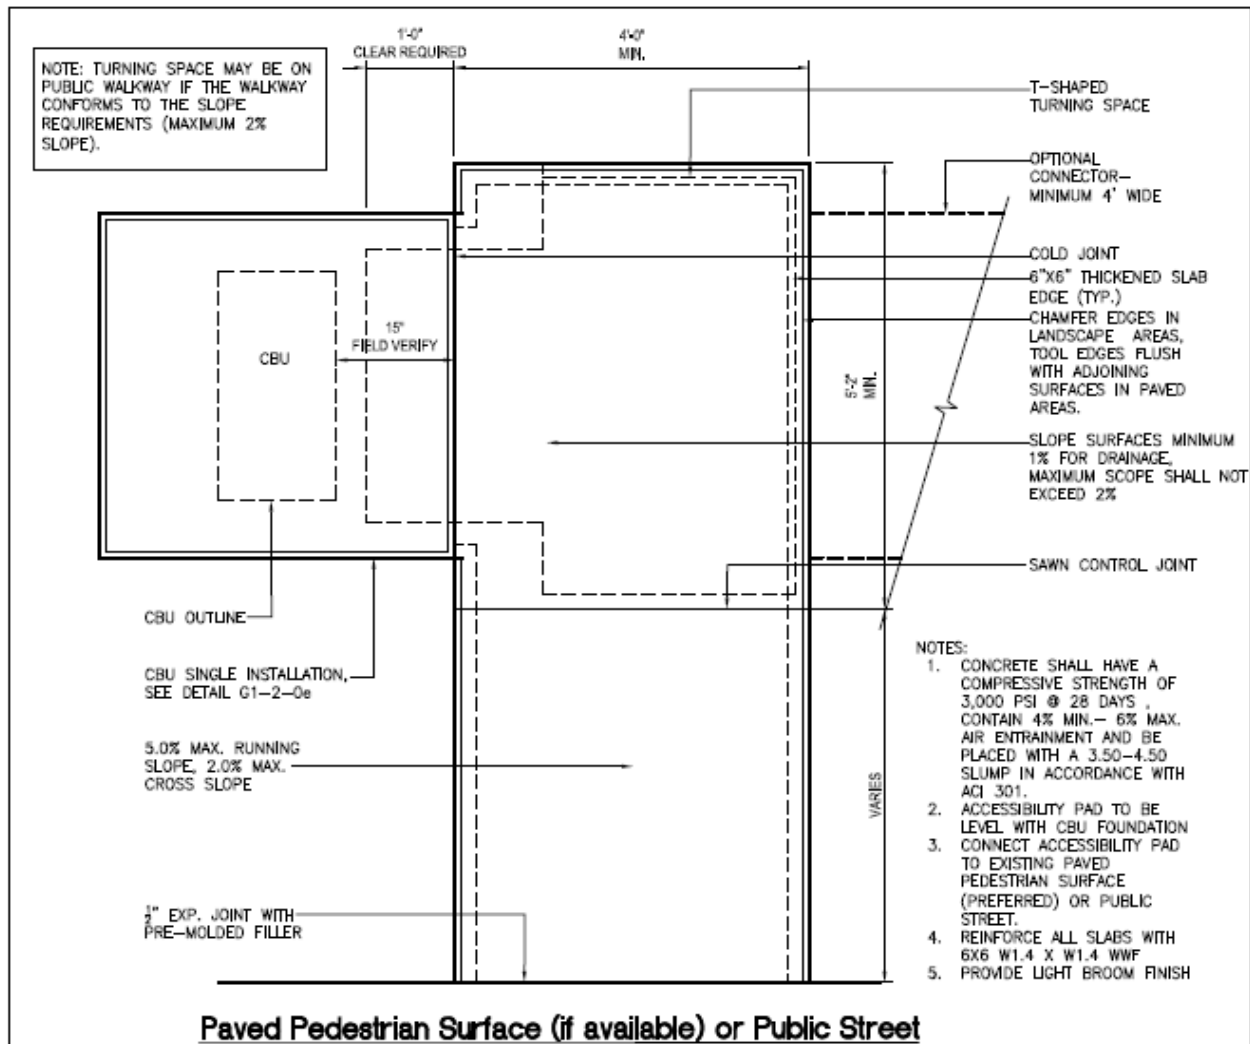 1'-0"
CLEAR REQUIRED
4'-0"
MIN.
NOTE: TURNING SPACE MAY BE ON
PUBLIC WALKWAY IF THE WALKWAY
CONFORMS TO THE SLOPE
REQUIREMENTS (MAXIMUM 2%
SLOPE).
T-SHAPED
TURNING SPACE
OPTIONAL
CONNECTOR-
MINIMUM 4' WIDE
COLD JOINT
6"X6" THICKENED SLAB
EDGE (TYP.)
CHAMFER EDGES IN
LANDSCAPE AREAS,
TOOL EDGES FLUSH
WITH ADJOINING
SURFACES IN PAVED
AREAS.
15"
FIELD VERIFY
CBU
5'-2"
MIN.
SLOPE SURFACES MINIMUM
1% FOR DRAINAGE,
MAXIMUM SCOPE SHALL NOT
EXCEED 2%
SAWN CONTROL JOINT
CBU OUTLINE
CBU SINGLE INSTALLATION,
SEE DETAIL G1-2-0e
5.0% MAX. RUNNING
SLOPE, 2.0% MAX.
CROSS SLOPE
VARIES
½" EXP. JOINT WITH
PRE-MOLDED FILLER
NOTES:
1. CONCRETE SHALL HAVE A
COMPRESSIVE STRENGTH OF
3,000 PSI @ 28 DAYS ,
CONTAIN 4% MIN.- 6% MAX.
AIR ENTRAINMENT AND BE
PLACED WITH A 3.50-4.50
SLUMP IN ACCORDANCE WITH
ACI 301.
2. ACCESSIBILITY PAD TO BE
LEVEL WITH CBU FOUNDATION
3. CONNECT ACCESSIBILITY PAD
TO EXISTING PAVED
PEDESTRIAN SURFACE
(PREFERRED) OR PUBLIC
STREET.
4. REINFORCE ALL SLABS WITH
6X6 W1.4 X W1.4 WWF
5. PROVIDE LIGHT BROOM FINISH
Paved Pedestrian Surface (if available) or Public Street